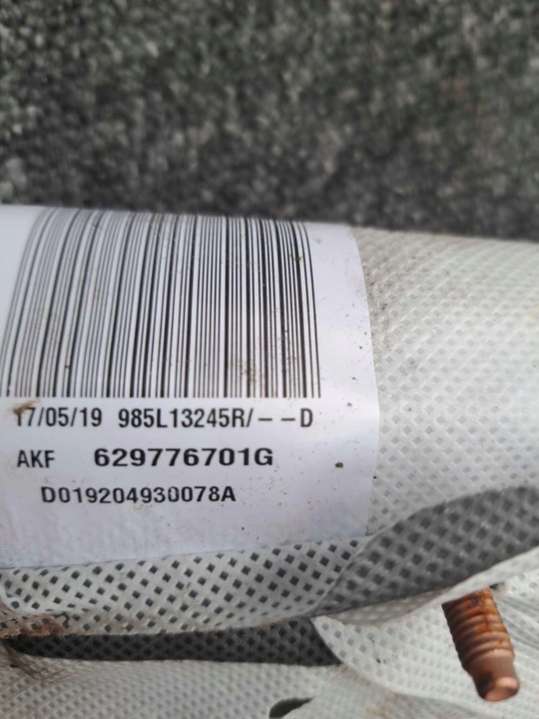 17/05/19 985L13245R/--D
AKF 629776701G
D019204930078A